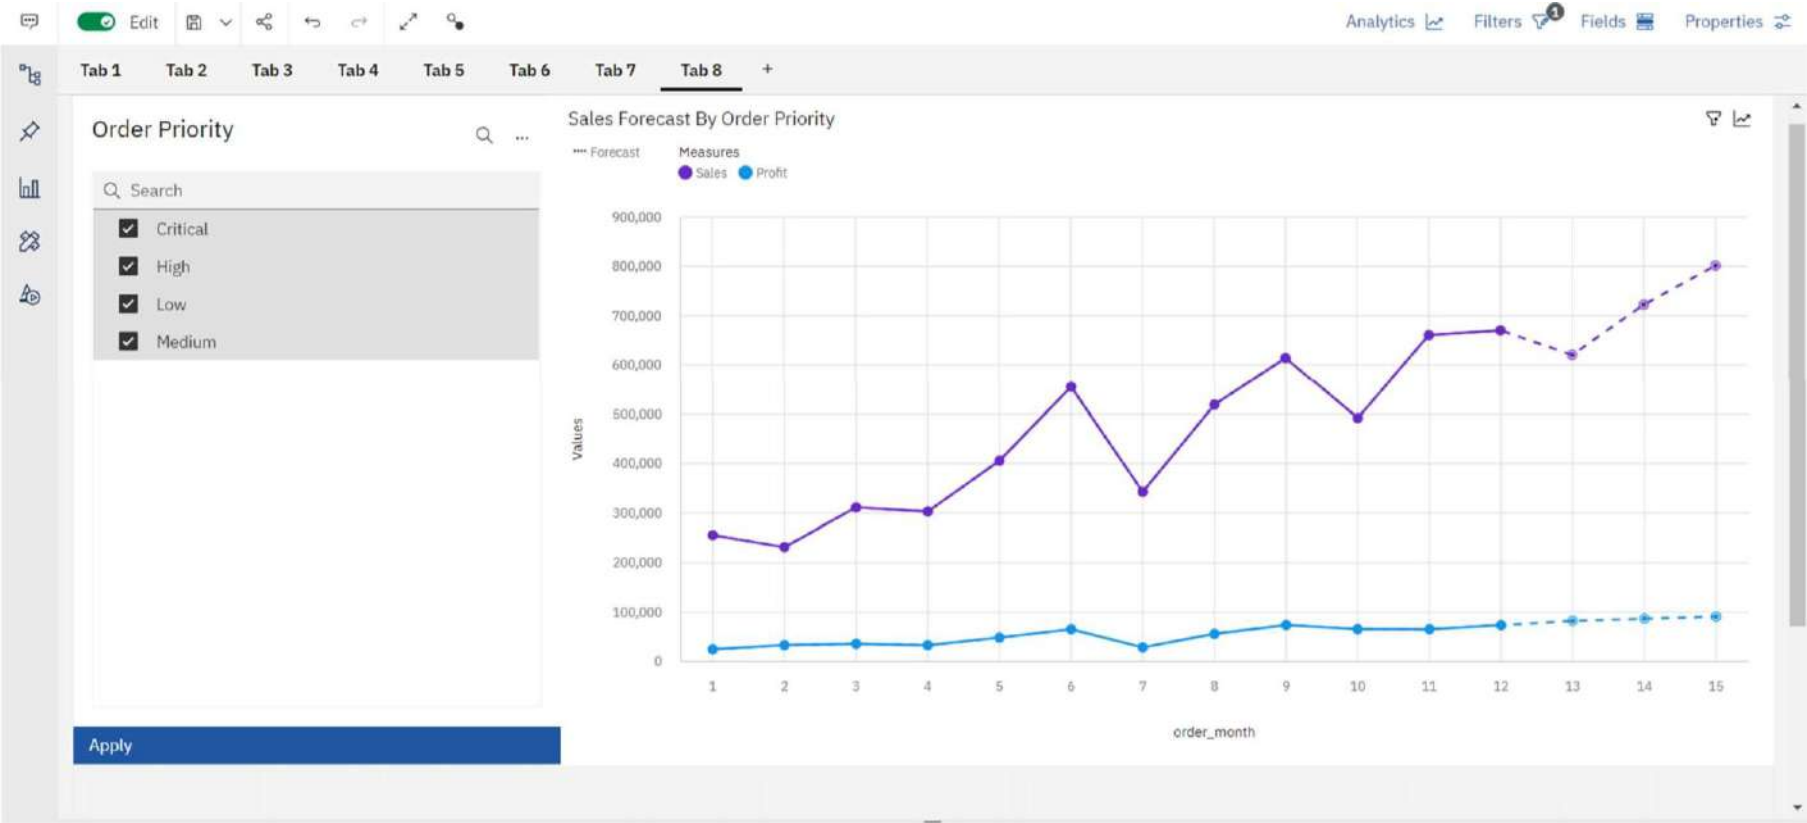 Edit
Analytics
Filters 1
Fields
Properties
Tab 1 Tab 2 Tab 3 Tab 4 Tab 5 Tab 6 Tab 7 Tab 8 +
Order Priority
...
Search
Critical
High
Low
Medium
Apply
Sales Forecast By Order Priority
Forecast
Measures
Sales Profit
900,000
800,000
700,000
600,000
500,000
400,000
300,000
200,000
100,000
0
Values
1 2 3 4 5 6 7 8 9 10 11 12 13 14 15
order_month